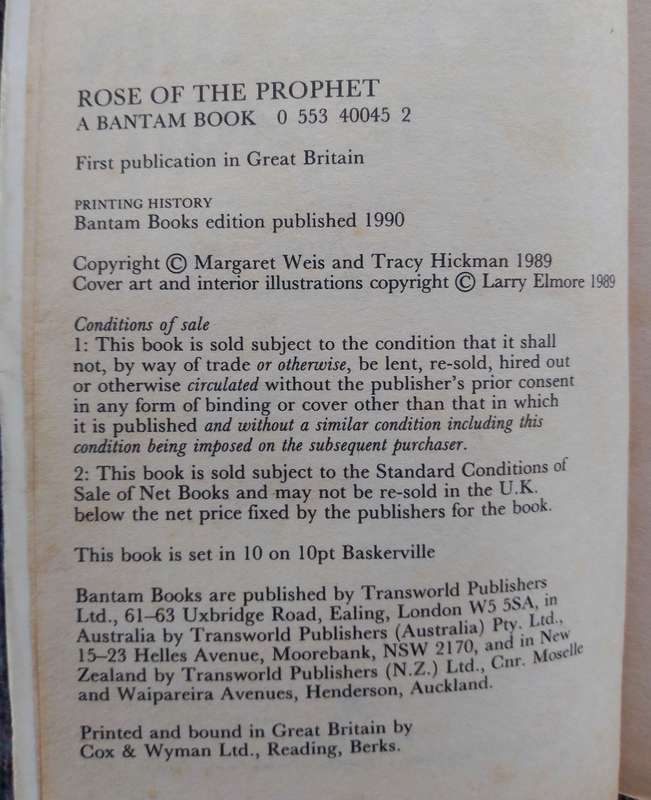 ROSE OF THE PROPHET
A BANTAM BOOK 0 553 40045 2
First publication in Great Britain
PRINTING HISTORY
Bantam Books edition published 1990
Copyright © Margaret Weis and Tracy Hickman 1989
Cover art and interior illustrations copyright © Larry Elmore 1989
Conditions of sale
1: This book is sold subject to the condition that it shall
not, by way of trade or otherwise, be lent, re-sold, hired out
or otherwise circulated without the publisher's prior consent
in any form of binding or cover other than that in which
it is published and without a similar condition including this
condition being imposed on the subsequent purchaser.
2: This book is sold subject to the Standard Conditions of
Sale of Net Books and may not be re-sold in the U.K.
below the net price fixed by the publishers for the book.
This book is set in 10 on 10pt Baskerville
Bantam Books are published by Transworld Publishers
Ltd., 61–63 Uxbridge Road, Ealing, London W5 5SA, in
Australia by Transworld Publishers (Australia) Pty. Ltd.,
15–23 Helles Avenue, Moorebank, NSW 2170, and in New
Zealand by Transworld Publishers (N.Z.) Ltd., Cnr. Moselle
and Waipareira Avenues, Henderson, Auckland.
Printed and bound in Great Britain by
Cox & Wyman Ltd., Reading, Berks.